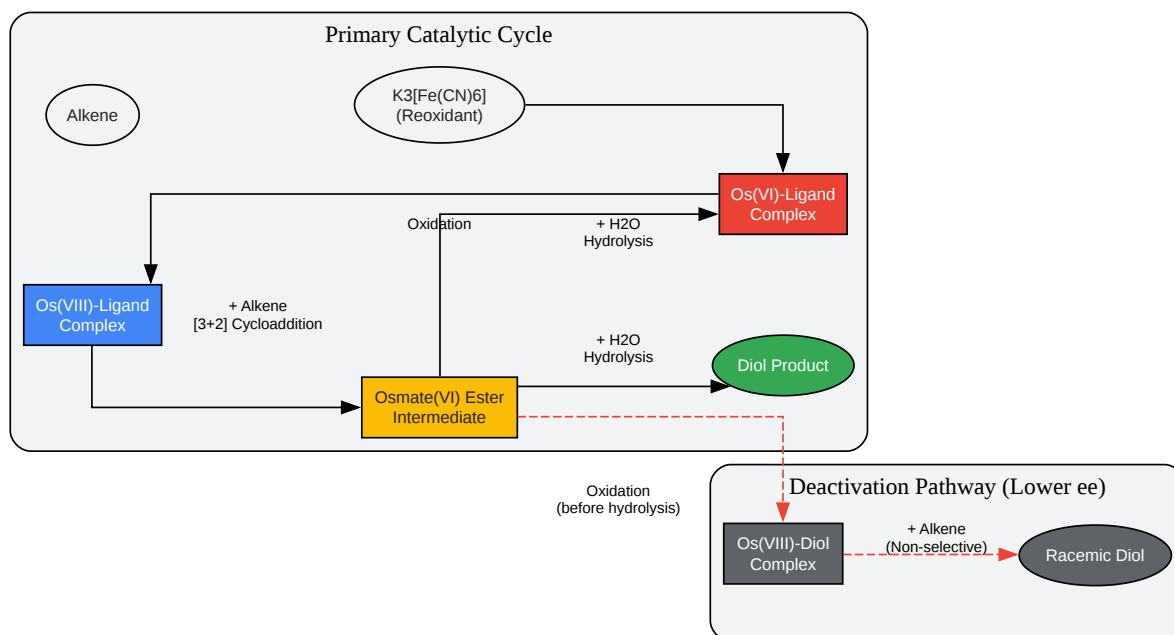 Primary Catalytic Cycle
Alkene
K3[Fe(CN)6]
(Reoxidant)
Os(VI)-Ligand
Complex
Oxidation
+ H2O
Hydrolysis
Os(VIII)-Ligand
Complex
+ Alkene
[3+2] Cycloaddition
+ H2O
Hydrolysis
Diol Product
Osmate(VI) Ester
Intermediate
Oxidation
(before hydrolysis)
Deactivation Pathway (Lower ee)
Os(VIII)-Diol
Complex
+ Alkene
(Non-selective)
Racemic Diol